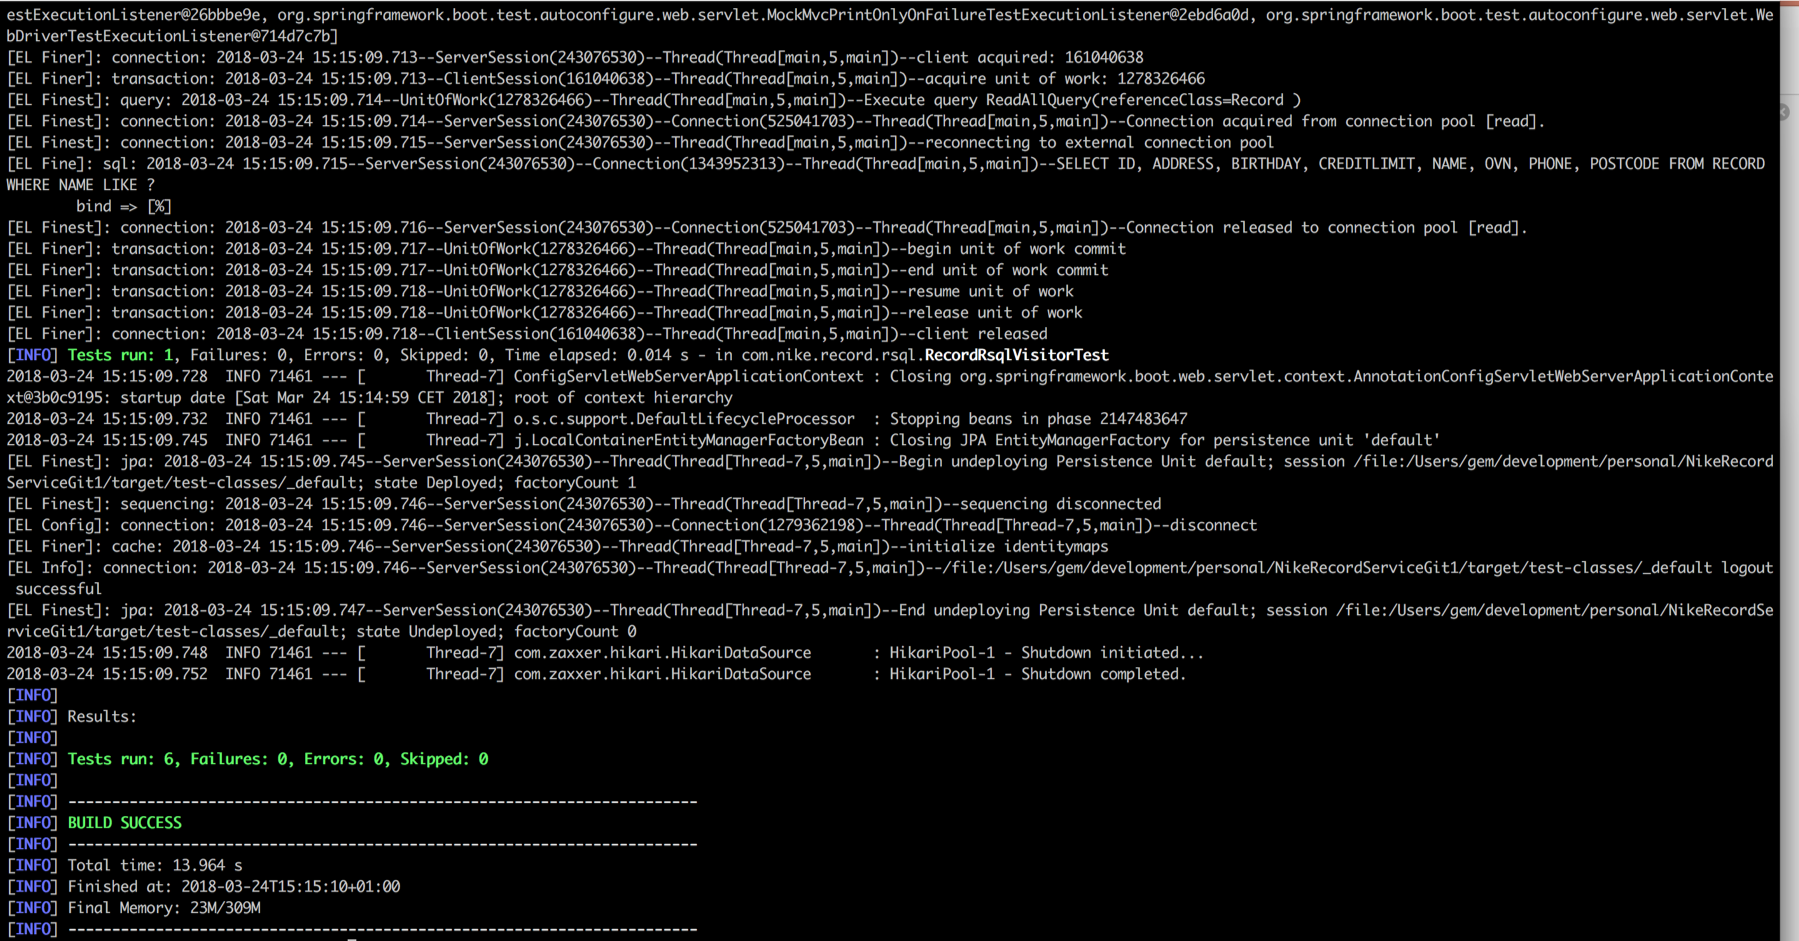 estExecutionListener@26bbbe9e, org.springframework.boot.test.autoconfigure.web.servlet.MockMvcPrintOnlyOnFailureTestExecutionListener@2ebd6a0d, org.springframework.boot.test.autoconfigure.web.servlet.We
bDriverTestExecutionListener@714d7c7b]
[EL Finer]: connection: 2018-03-24 15:15:09.713--ServerSession(243076530)--Thread(Thread[main,5,main])--client acquired: 161040638
[EL Finer]: transaction: 2018-03-24 15:15:09.713--ClientSession(161040638)--Thread(Thread[main,5,main])--acquire unit of work: 1278326466
[EL Finest]: query: 2018-03-24 15:15:09.714--UnitOfWork(1278326466)--Thread(Thread[main,5,main])--Execute query ReadAllQuery(referenceClass=Record )
[EL Finest]: connection: 2018-03-24 15:15:09.714--ServerSession(243076530)--Connection(525041703)--Thread(Thread[main,5,main])--Connection acquired from connection pool [read].
[EL Finest]: connection: 2018-03-24 15:15:09.715--ServerSession(243076530)--Thread(Thread[main,5,main])--reconnecting to external connection pool
[EL Fine]: sql: 2018-03-24 15:15:09.715--ServerSession(243076530)--Connection(1343952313)--Thread(Thread[main,5,main])--SELECT ID, ADDRESS, BIRTHDAY, CREDITLIMIT, NAME, OVN, PHONE, POSTCODE FROM RECORD
WHERE NAME LIKE ?
bind => [%]
[EL Finest]: connection: 2018-03-24 15:15:09.716--ServerSession(243076530)--Connection(525041703)--Thread(Thread[main,5,main])--Connection released to connection pool [read].
[EL Finer]: transaction: 2018-03-24 15:15:09.717--UnitOfWork(1278326466)--Thread(Thread[main,5,main])--begin unit of work commit
[EL Finer]: transaction: 2018-03-24 15:15:09.717--UnitOfWork(1278326466)--Thread(Thread[main,5,main])--end unit of work commit
[EL Finer]: transaction: 2018-03-24 15:15:09.718--UnitOfWork(1278326466)--Thread(Thread[main,5,main])--resume unit of work
[EL Finer]: transaction: 2018-03-24 15:15:09.718--UnitOfWork(1278326466)--Thread(Thread[main,5,main])--release unit of work
[EL Finer]: connection: 2018-03-24 15:15:09.718--ClientSession(161040638)--Thread(Thread[main,5,main])--client released
[INFO] Tests run: 1, Failures: 0, Errors: 0, Skipped: 0, Time elapsed: 0.014 s - in com.nike.record.rsql.RecordRsqlVisitorTest
2018-03-24 15:15:09.728  INFO 71461 --- [       Thread-7] ConfigServletWebServerApplicationContext : Closing org.springframework.boot.web.servlet.context.AnnotationConfigServletWebServerApplicationConte
xt@3b0c9195: startup date [Sat Mar 24 15:14:59 CET 2018]; root of context hierarchy
2018-03-24 15:15:09.732  INFO 71461 --- [       Thread-7] o.s.c.support.DefaultLifecycleProcessor  : Stopping beans in phase 2147483647
2018-03-24 15:15:09.745  INFO 71461 --- [       Thread-7] j.LocalContainerEntityManagerFactoryBean : Closing JPA EntityManagerFactory for persistence unit 'default'
[EL Finest]: jpa: 2018-03-24 15:15:09.745--ServerSession(243076530)--Thread(Thread[Thread-7,5,main])--Begin undeploying Persistence Unit default; session /file:/Users/gem/development/personal/NikeRecord
ServiceGit1/target/test-classes/_default; state Deployed; factoryCount 1
[EL Finest]: sequencing: 2018-03-24 15:15:09.746--ServerSession(243076530)--Thread(Thread[Thread-7,5,main])--sequencing disconnected
[EL Config]: connection: 2018-03-24 15:15:09.746--ServerSession(243076530)--Connection(1279362198)--Thread(Thread[Thread-7,5,main])--disconnect
[EL Finer]: cache: 2018-03-24 15:15:09.746--ServerSession(243076530)--Thread(Thread[Thread-7,5,main])--initialize identitymaps
[EL Info]: connection: 2018-03-24 15:15:09.746--ServerSession(243076530)--Thread(Thread[Thread-7,5,main])--/file:/Users/gem/development/personal/NikeRecordServiceGit1/target/test-classes/_default logout
successful
[EL Finest]: jpa: 2018-03-24 15:15:09.747--ServerSession(243076530)--Thread(Thread[Thread-7,5,main])--End undeploying Persistence Unit default; session /file:/Users/gem/development/personal/NikeRecordSe
rviceGit1/target/test-classes/_default; state Undeployed; factoryCount 0
2018-03-24 15:15:09.748  INFO 71461 --- [       Thread-7] com.zaxxer.hikari.HikariDataSource       : HikariPool-1 - Shutdown initiated...
2018-03-24 15:15:09.752  INFO 71461 --- [       Thread-7] com.zaxxer.hikari.HikariDataSource       : HikariPool-1 - Shutdown completed.
[INFO]
[INFO] Results:
[INFO]
[INFO] Tests run: 6, Failures: 0, Errors: 0, Skipped: 0
[INFO]
[INFO] ------------------------------------------------------------------------
[INFO] BUILD SUCCESS
[INFO] ------------------------------------------------------------------------
[INFO] Total time: 13.964 s
[INFO] Finished at: 2018-03-24T15:15:10+01:00
[INFO] Final Memory: 23M/309M
[INFO] ------------------------------------------------------------------------